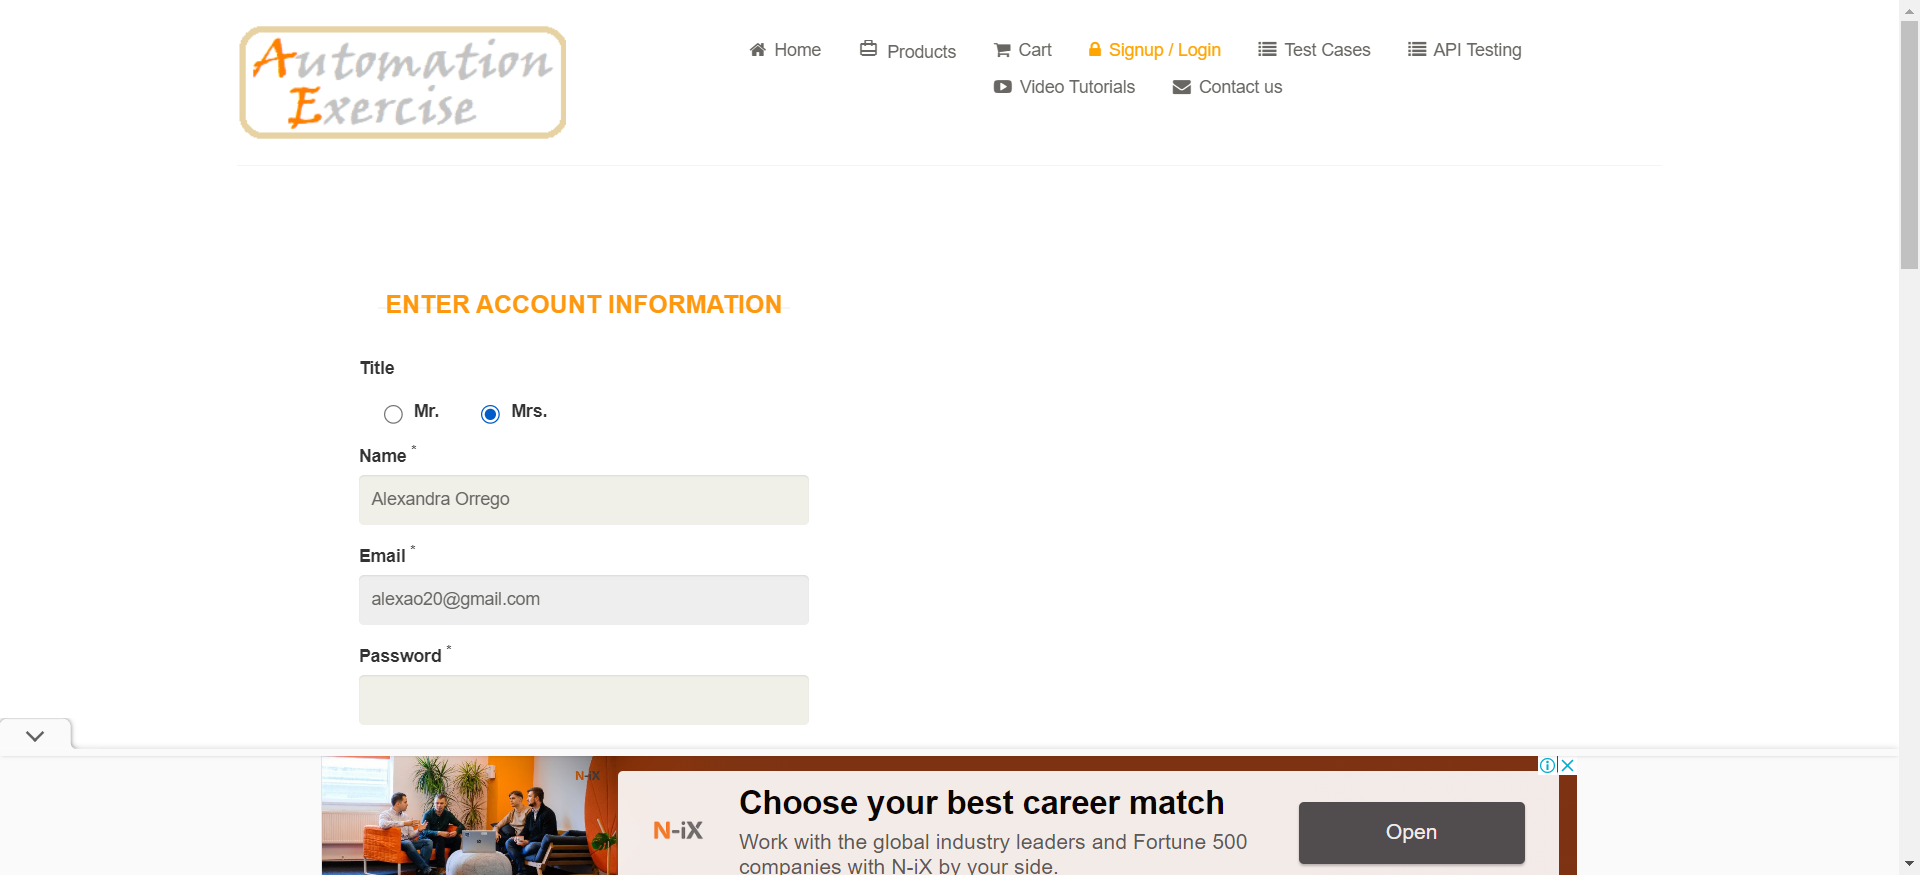 Automation
Exercise
Home
Products
Cart
Signup / Login
Test Cases
API Testing
Video Tutorials
Contact us
ENTER ACCOUNT INFORMATION
Title
Mr.
Mrs.
Name *
Alexandra Orrego
Email *
alexao20@gmail.com
Password *
N-iX
N-iX
Choose your best career match
Work with the global industry leaders and Fortune 500
companies with N-iX by your side.
Open